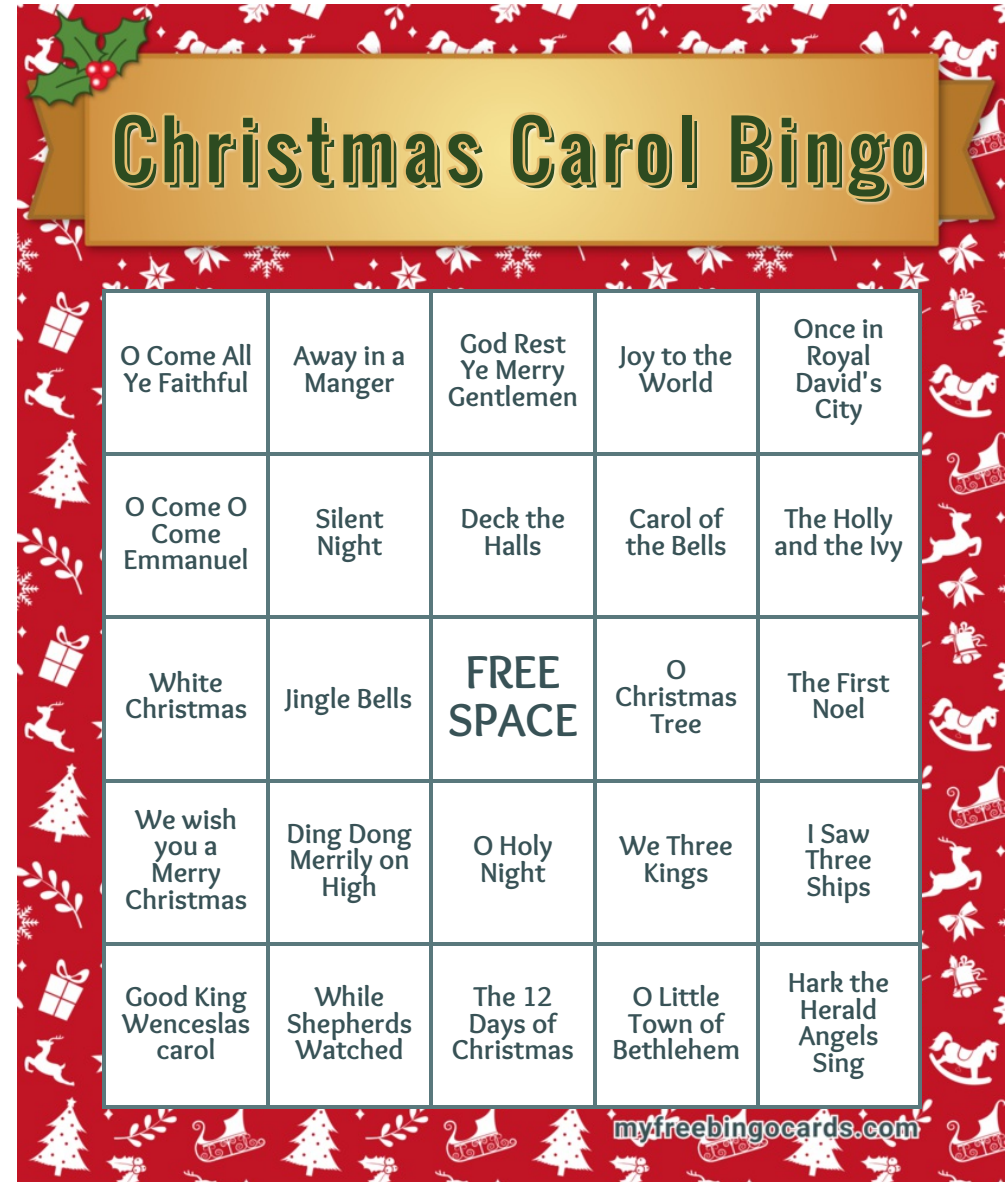 Christmas Carol Bingo
O Come All
Ye Faithful
Away in a
Manger
God Rest
Ye Merry
Gentlemen
Joy to the
World
Once in
Royal
David's
City
O Come O
Come
Emmanuel
Silent
Night
Deck the
Halls
Carol of
the Bells
The Holly
and the Ivy
White
Christmas
Jingle Bells
FREE
SPACE
O
Christmas
Tree
The First
Noel
We wish
you a
Merry
Christmas
Ding Dong
Merrily on
High
O Holy
Night
We Three
Kings
I Saw
Three
Ships
Good King
Wenceslas
carol
While
Shepherds
Watched
The 12
Days of
Christmas
O Little
Town of
Bethlehem
Hark the
Herald
Angels
Sing
myfreebingocards.com